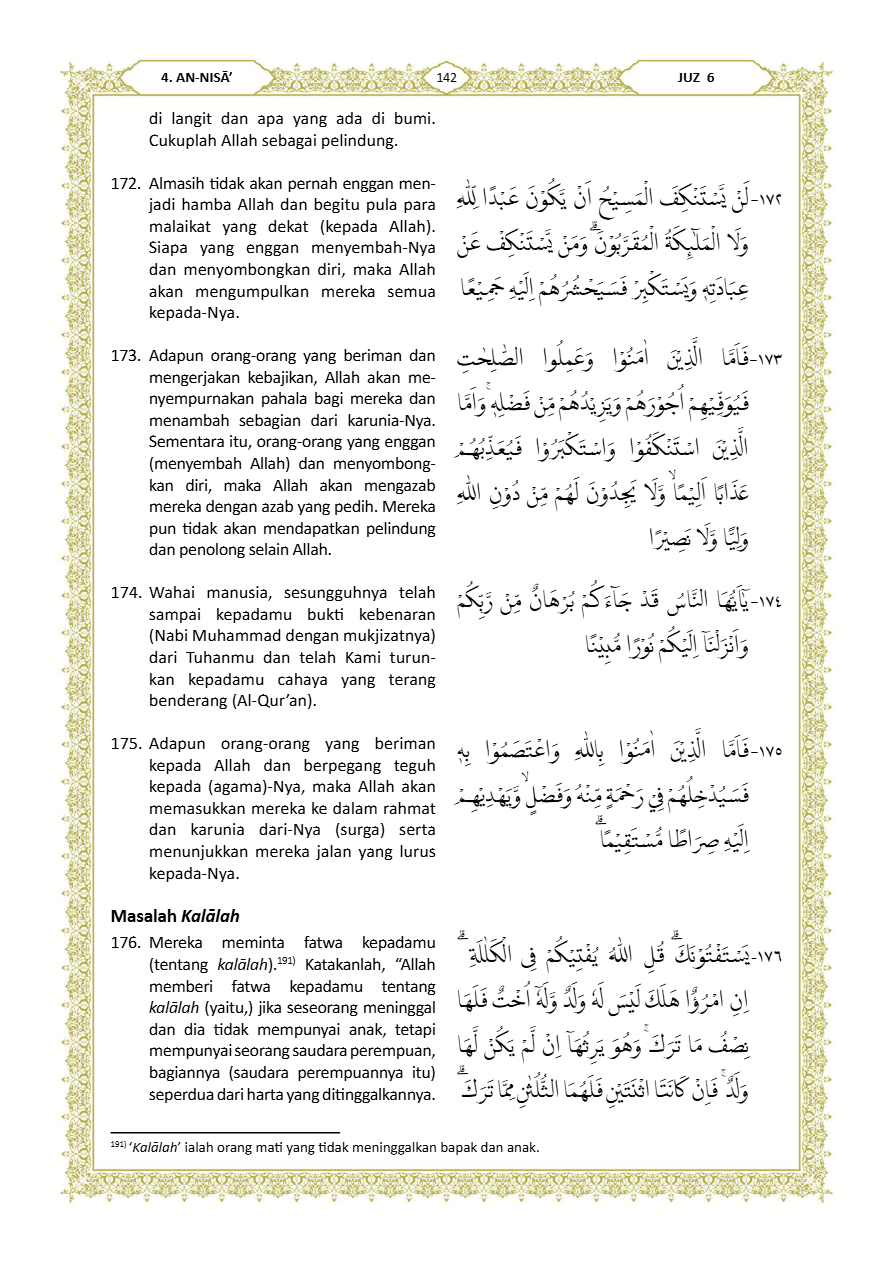 4. AN-NISĀ’
142
JUZ 6
di langit dan apa yang ada di bumi.
Cukuplah Allah sebagai pelindung.
172. Almasih tidak akan pernah enggan men-
jadi hamba Allah dan begitu pula para
malaikat yang dekat (kepada Allah).
Siapa yang enggan menyembah-Nya
dan menyombongkan diri, maka Allah
akan mengumpulkan mereka semua
kepada-Nya.
١٧٢-لَنْ يَّسْتَنْكِفَ الْمَسِيْحُ اَنْ يَّكُوْنَ عَبْدًا لِّلّٰهِ
وَلَا الْمَلٰۤىِٕكَةُ الْمُقَرَّبُوْنَۗ وَمَنْ يَّسْتَنْكِفْ عَنْ
عِبَادَتِهٖ وَيَسْتَكْبِرْ فَسَيَحْشُرُهُمْ اِلَيْهِ جَمِيْعًا
173. Adapun orang-orang yang beriman dan
mengerjakan kebajikan, Allah akan me-
nyempurnakan pahala bagi mereka dan
menambah sebagian dari karunia-Nya.
Sementara itu, orang-orang yang enggan
(menyembah Allah) dan menyombong-
kan diri, maka Allah akan mengazab
mereka dengan azab yang pedih. Mereka
pun tidak akan mendapatkan pelindung
dan penolong selain Allah.
١٧٣-فَاَمَّا الَّذِيْنَ اٰمَنُوْا وَعَمِلُوا الصّٰلِحٰتِ
فَيُوَفِّيْهِمْ اُجُوْرَهُمْ وَيَزِيْدُهُمْ مِّنْ فَضْلِهٖۚ وَاَمَّا
الَّذِيْنَ اسْتَنْكَفُوْا وَاسْتَكْبَرُوْا فَيُعَذِّبُهُمْ
عَذَابًا اَلِيْمًاۙ وَّلَا يَجِدُوْنَ لَهُمْ مِّنْ دُوْنِ اللّٰهِ
وَلِيًّا وَّلَا نَصِيْرًا
174. Wahai manusia, sesungguhnya telah
sampai kepadamu bukti kebenaran
(Nabi Muhammad dengan mukjizatnya)
dari Tuhanmu dan telah Kami turun-
kan kepadamu cahaya yang terang
benderang (Al-Qur’an).
١٧٤-يٰٓاَيُّهَا النَّاسُ قَدْ جَاۤءَكُمْ بُرْهَانٌ مِّنْ رَّبِّكُمْ
وَاَنْزَلْنَآ اِلَيْكُمْ نُوْرًا مُّبِيْنًا
175. Adapun orang-orang yang beriman
kepada Allah dan berpegang teguh
kepada (agama)-Nya, maka Allah akan
memasukkan mereka ke dalam rahmat
dan karunia dari-Nya (surga) serta
menunjukkan mereka jalan yang lurus
kepada-Nya.
١٧٥-فَاَمَّا الَّذِيْنَ اٰمَنُوْا بِاللّٰهِ وَاعْتَصَمُوْا بِهٖ
فَسَيُدْخِلُهُمْ فِيْ رَحْمَةٍ مِّنْهُ وَفَضْلٍۙ وَّيَهْدِيْهِمْ
اِلَيْهِ صِرَاطًا مُّسْتَقِيْمًاۗ
Masalah Kalālah
176. Mereka meminta fatwa kepadamu
(tentang kalālah).191) Katakanlah, “Allah
memberi fatwa kepadamu tentang
kalālah (yaitu,) jika seseorang meninggal
dan dia tidak mempunyai anak, tetapi
mempunyai seorang saudara perempuan,
bagiannya (saudara perempuannya itu)
seperdua dari harta yang ditinggalkannya.
١٧٦-يَسْتَفْتُوْنَكَۗ قُلِ اللّٰهُ يُفْتِيْكُمْ فِى الْكَلٰلَةِۗ
اِنِ امْرُؤٌا هَلَكَ لَيْسَ لَهٗ وَلَدٌ وَّلَهٗٓ اُخْتٌ فَلَهَا
نِصْفُ مَا تَرَكَۚ وَهُوَ يَرِثُهَآ اِنْ لَّمْ يَكُنْ لَّهَا
وَلَدٌۚ فَاِنْ كَانَتَا اثْنَتَيْنِ فَلَهُمَا الثُّلُثٰنِ مِمَّا تَرَكَۗ
191) ‘Kalālah’ ialah orang mati yang tidak meninggalkan bapak dan anak.